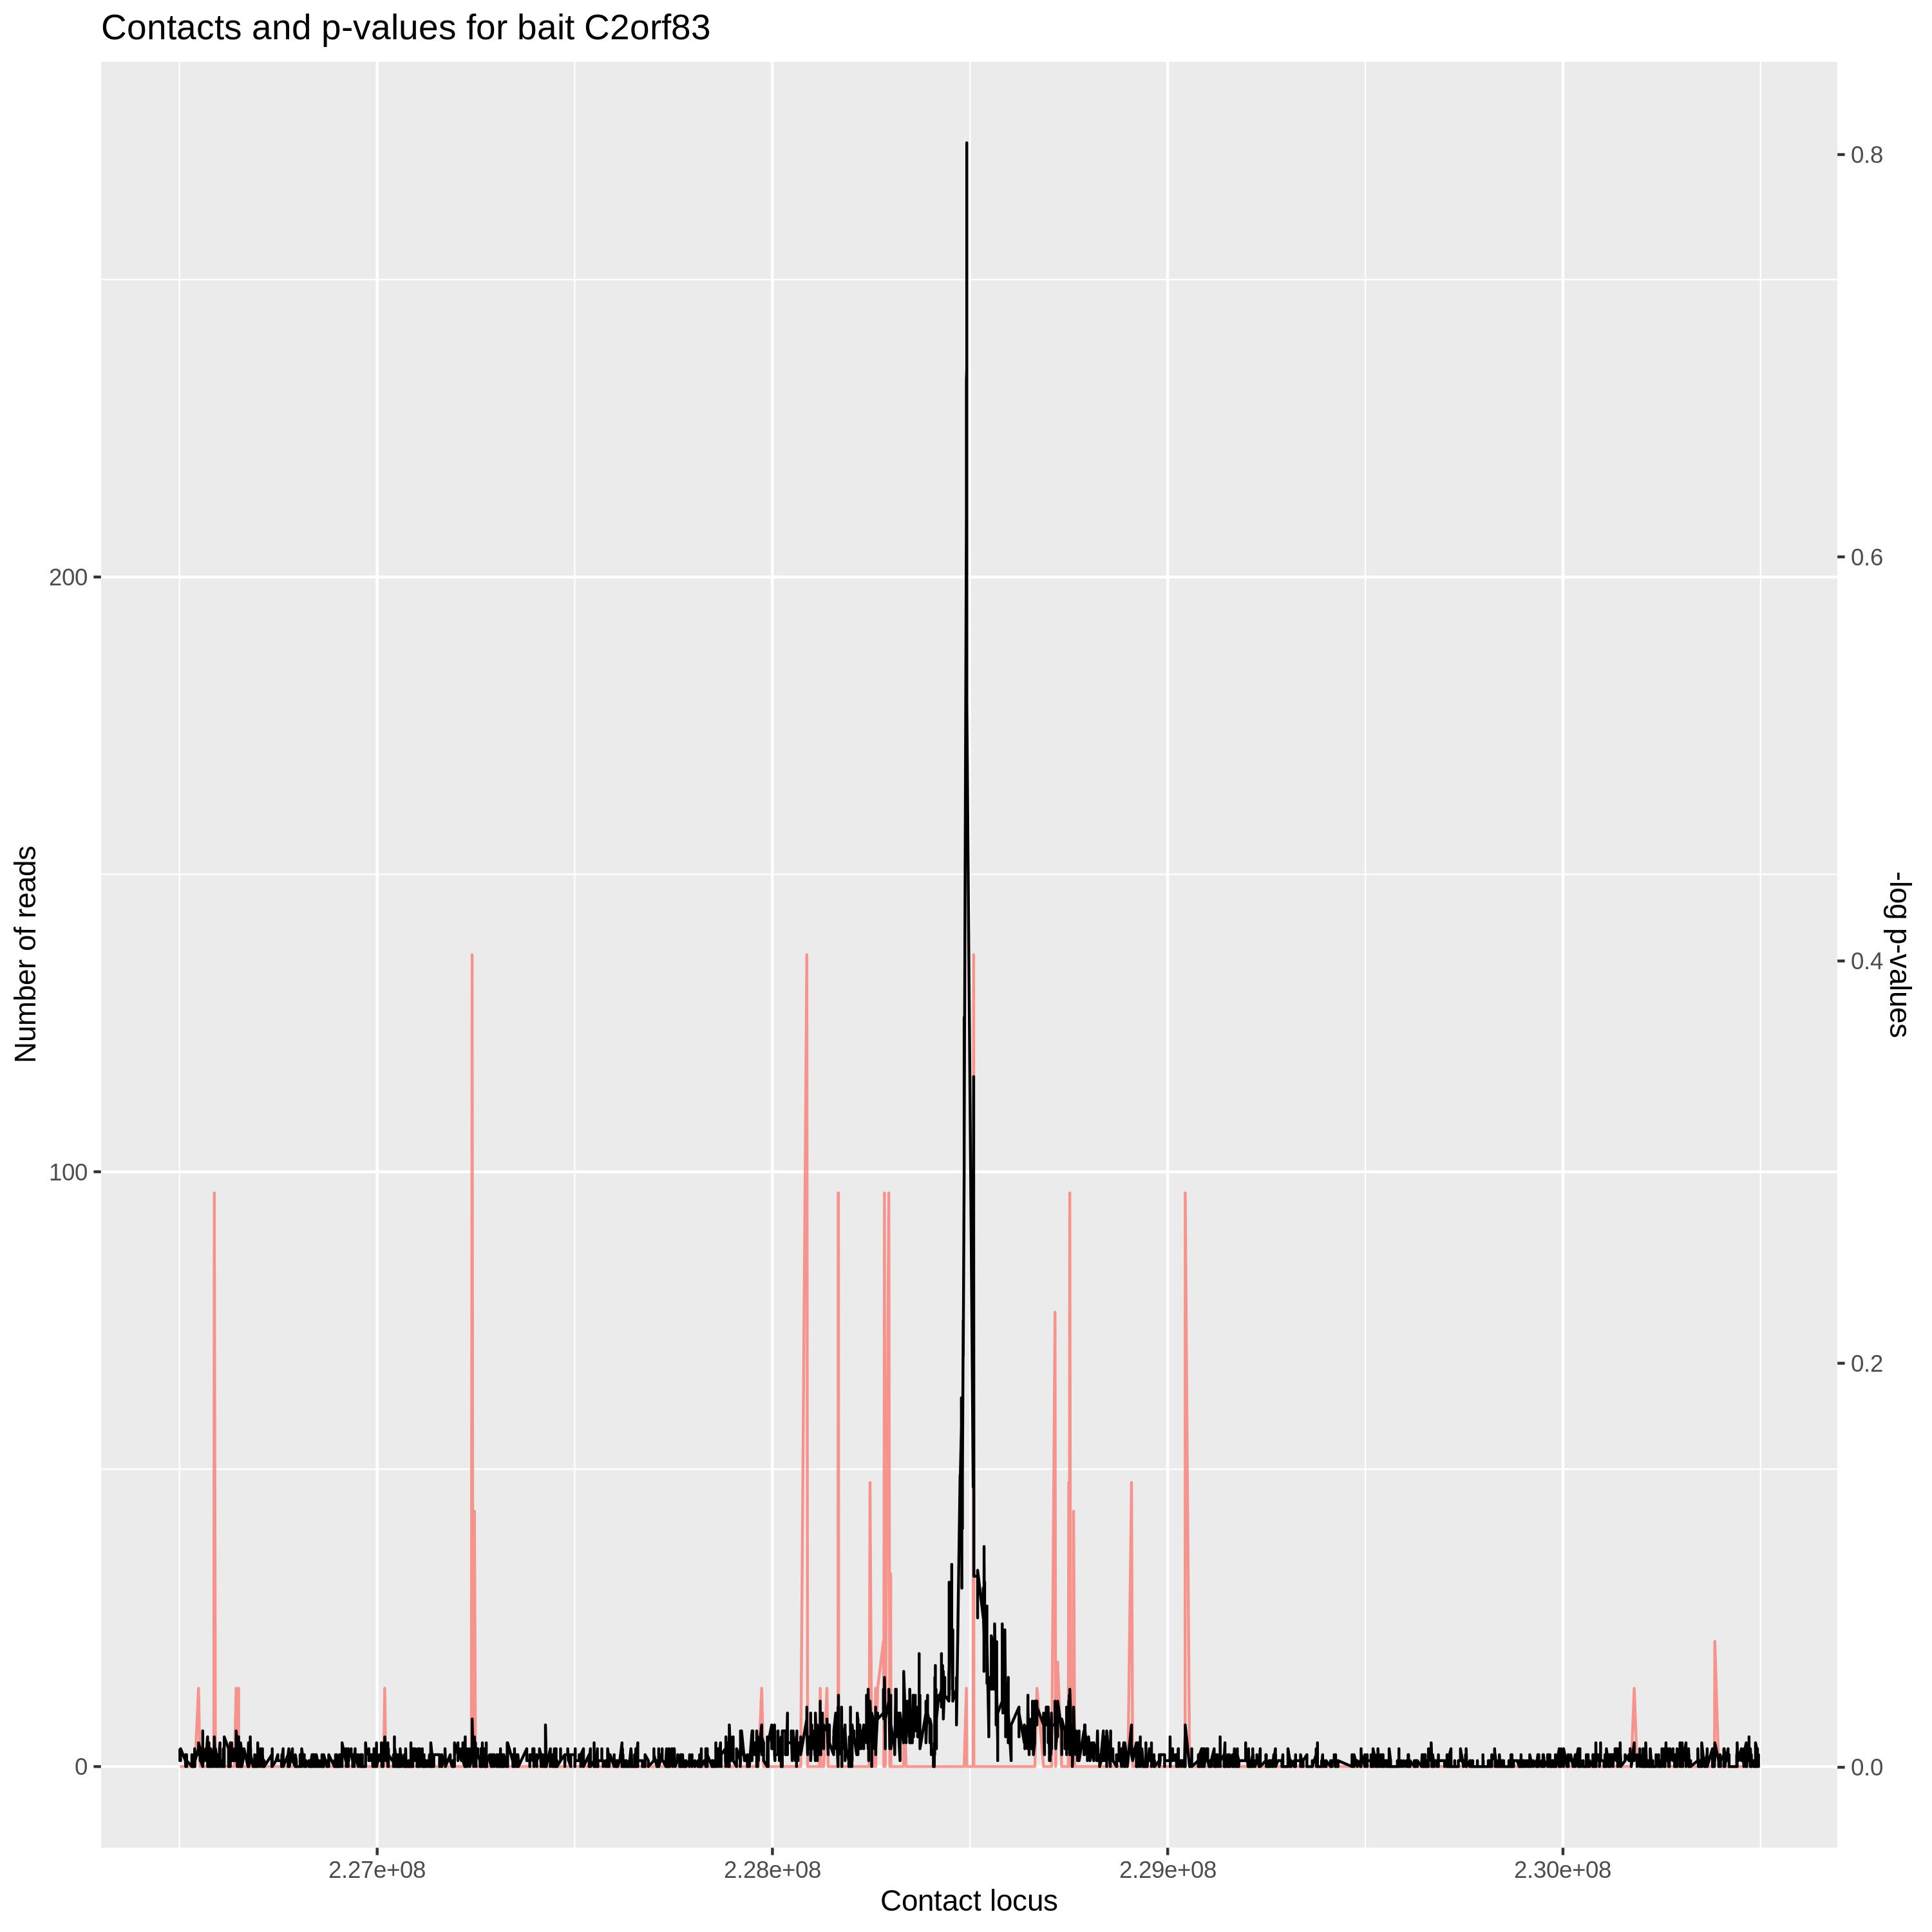 Contacts and p-values for bait C2orf83
Number of reads
200
100
0
0.8
0.6
0.4
0.2
0.0
-log p-values
2.27e+08 2.28e+08 2.29e+08 2.30e+08
Contact locus